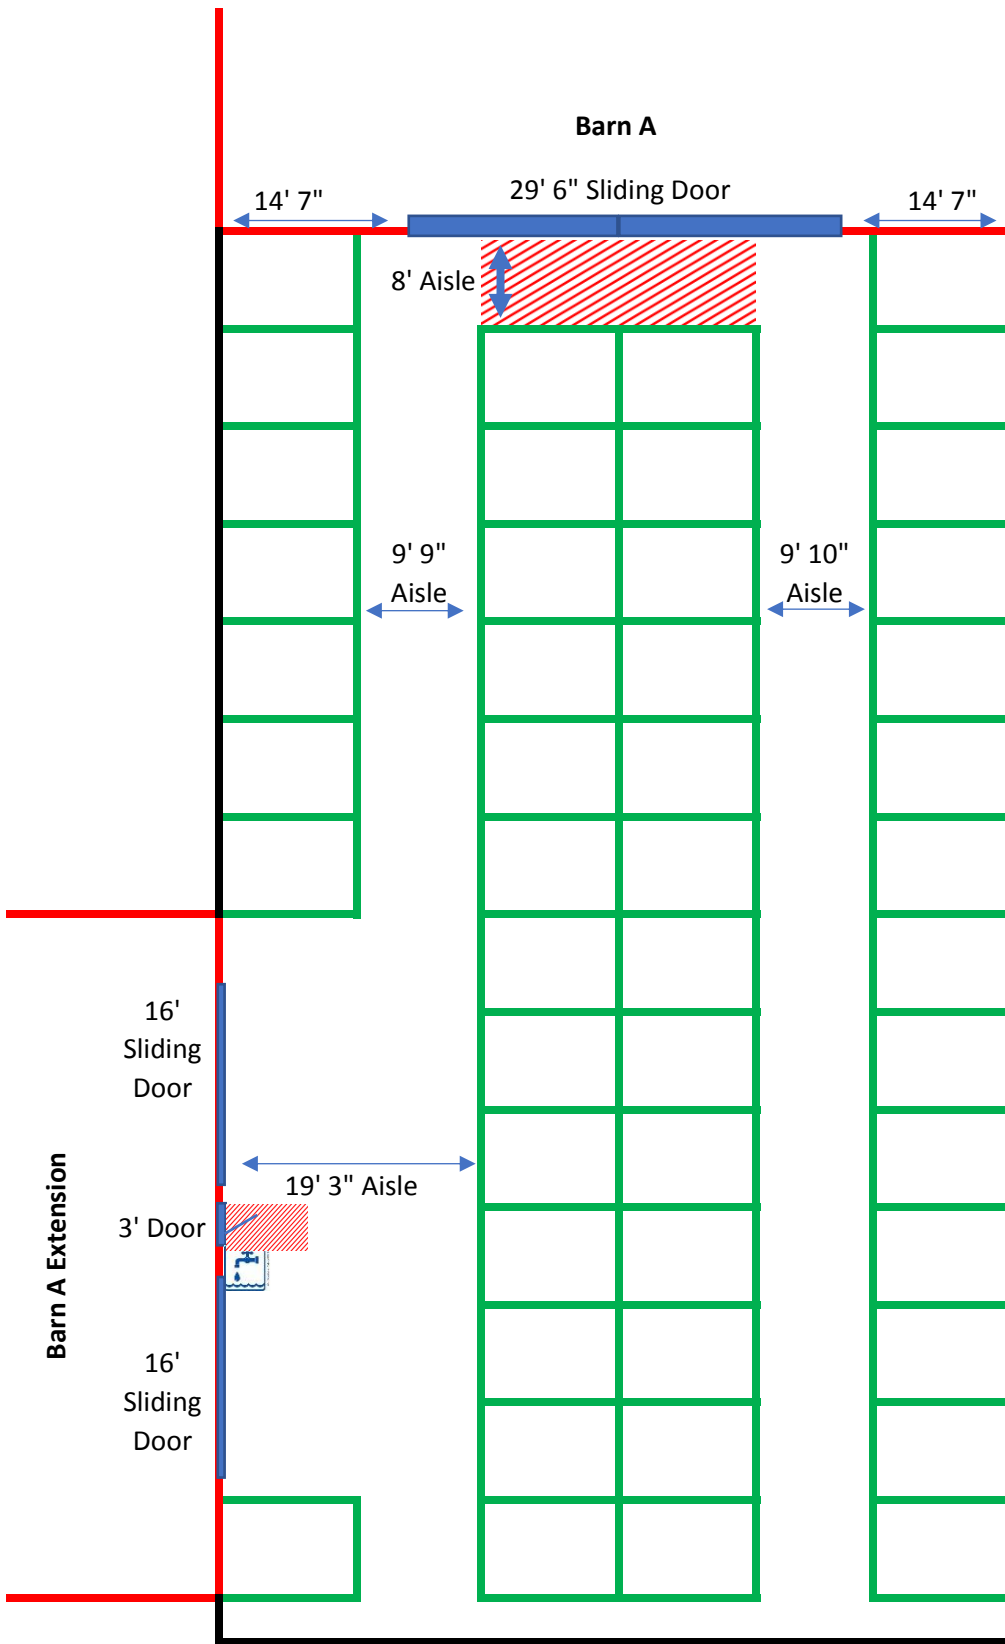 Barn A
29' 6" Sliding Door
14' 7"
14' 7"
8' Aisle
9' 9"
Aisle
9' 10"
Aisle
16'
Sliding
Door
19' 3" Aisle
3' Door
Barn A Extension
16'
Sliding
Door